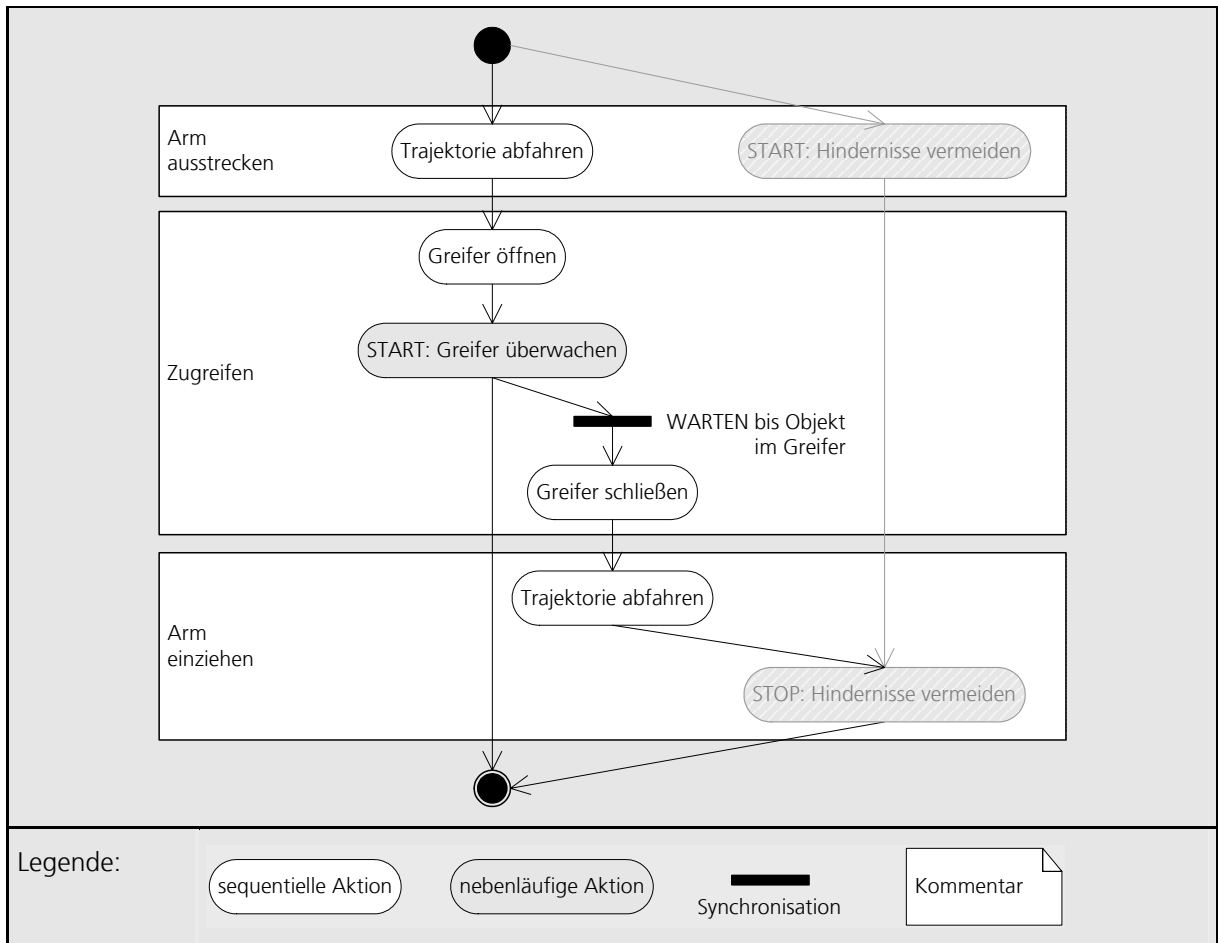 Arm
ausstrecken
Trajektorie abfahren
START: Hindernisse vermeiden
Greifer öffnen
START: Greifer überwachen
Zugreifen
WARTEN bis Objekt
im Greifer
Greifer schließen
Trajektorie abfahren
Arm
einziehen
STOP: Hindernisse vermeiden
Legende:
sequentielle Aktion
nebenläufige Aktion
Synchronisation
Kommentar